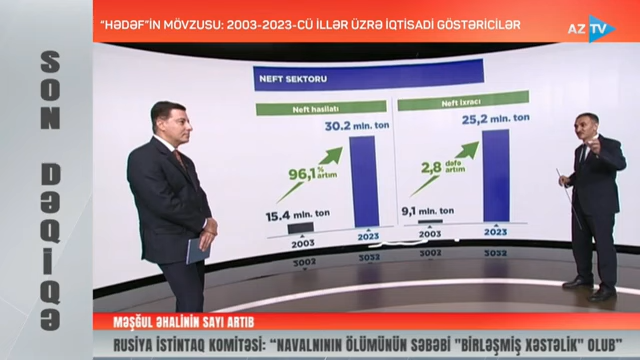 "HƏDƏF"İN MÖVZUSU: 2003-2023-CÜ İLLƏR ÜZRƏ İQTİSADİ GÖSTƏRİCİLƏR
AZTV
SON DƏQİQƏ
NEFT SEKTORU
Neft hasilatı
30.2 mln. ton
96,1 % artım
15.4 mln. ton
2003
2023
Neft ixracı
25,2 mln. ton
2,8 dəfə artım
9,1 mln. ton
2003
2023
MƏŞĞUL ƏHALİNİN SAYI ARTIB
RUSİYA İSTİNTAQ KOMİTƏSİ: “NAVALNININ ÖLÜMÜNÜN SƏBƏBİ "BİRLƏŞMİŞ XƏSTƏLİK" OLUB”